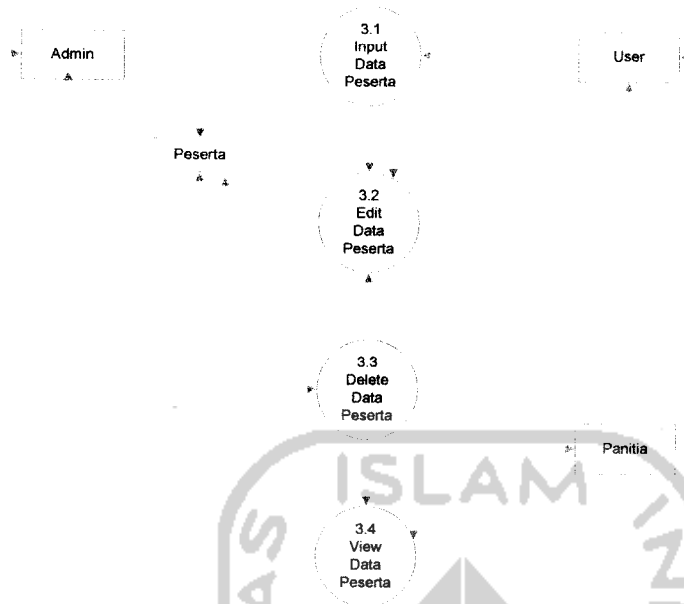 Admin
3.1
Input
Data
Peserta
User
Peserta
3.2
Edit
Data
Peserta
3.3
Delete
Data
Peserta
Panitia
ISLAM
3.4
View
Data
Peserta